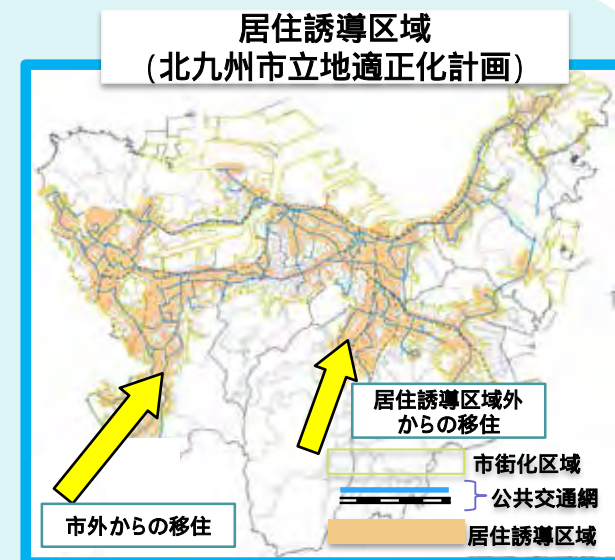 居住誘導区域
(北九州市立地適正化計画)
居住誘導区域外
からの移住
市街化区域
公共交通網
市外からの移住
居住誘導区域